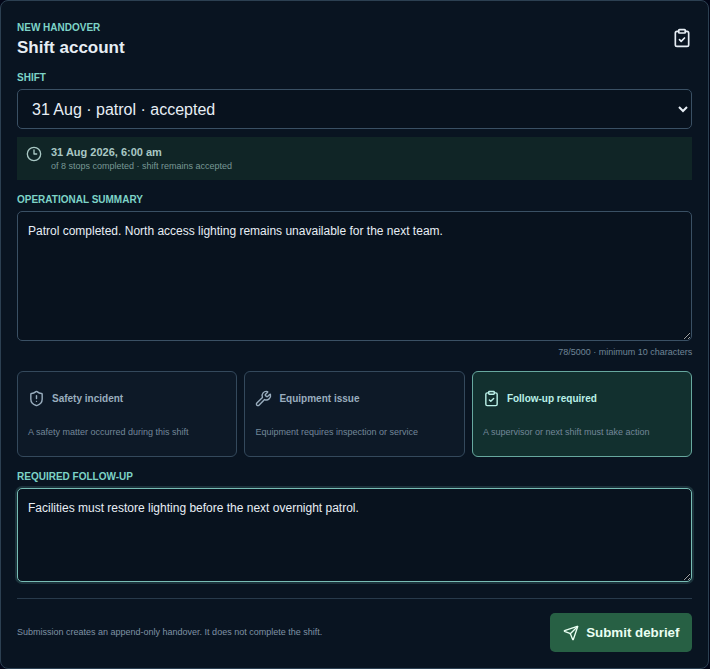 NEW HANDOVER
Shift account
SHIFT
31 Aug · patrol · accepted
31 Aug 2026, 6:00 am
of 8 stops completed · shift remains accepted
OPERATIONAL SUMMARY
Patrol completed. North access lighting remains unavailable for the next team.
78/5000 · minimum 10 characters
Safety incident
A safety matter occurred during this shift
Equipment issue
Equipment requires inspection or service
Follow-up required
A supervisor or next shift must take action
REQUIRED FOLLOW-UP
Facilities must restore lighting before the next overnight patrol.
Submission creates an append-only handover. It does not complete the shift.
Submit debrief